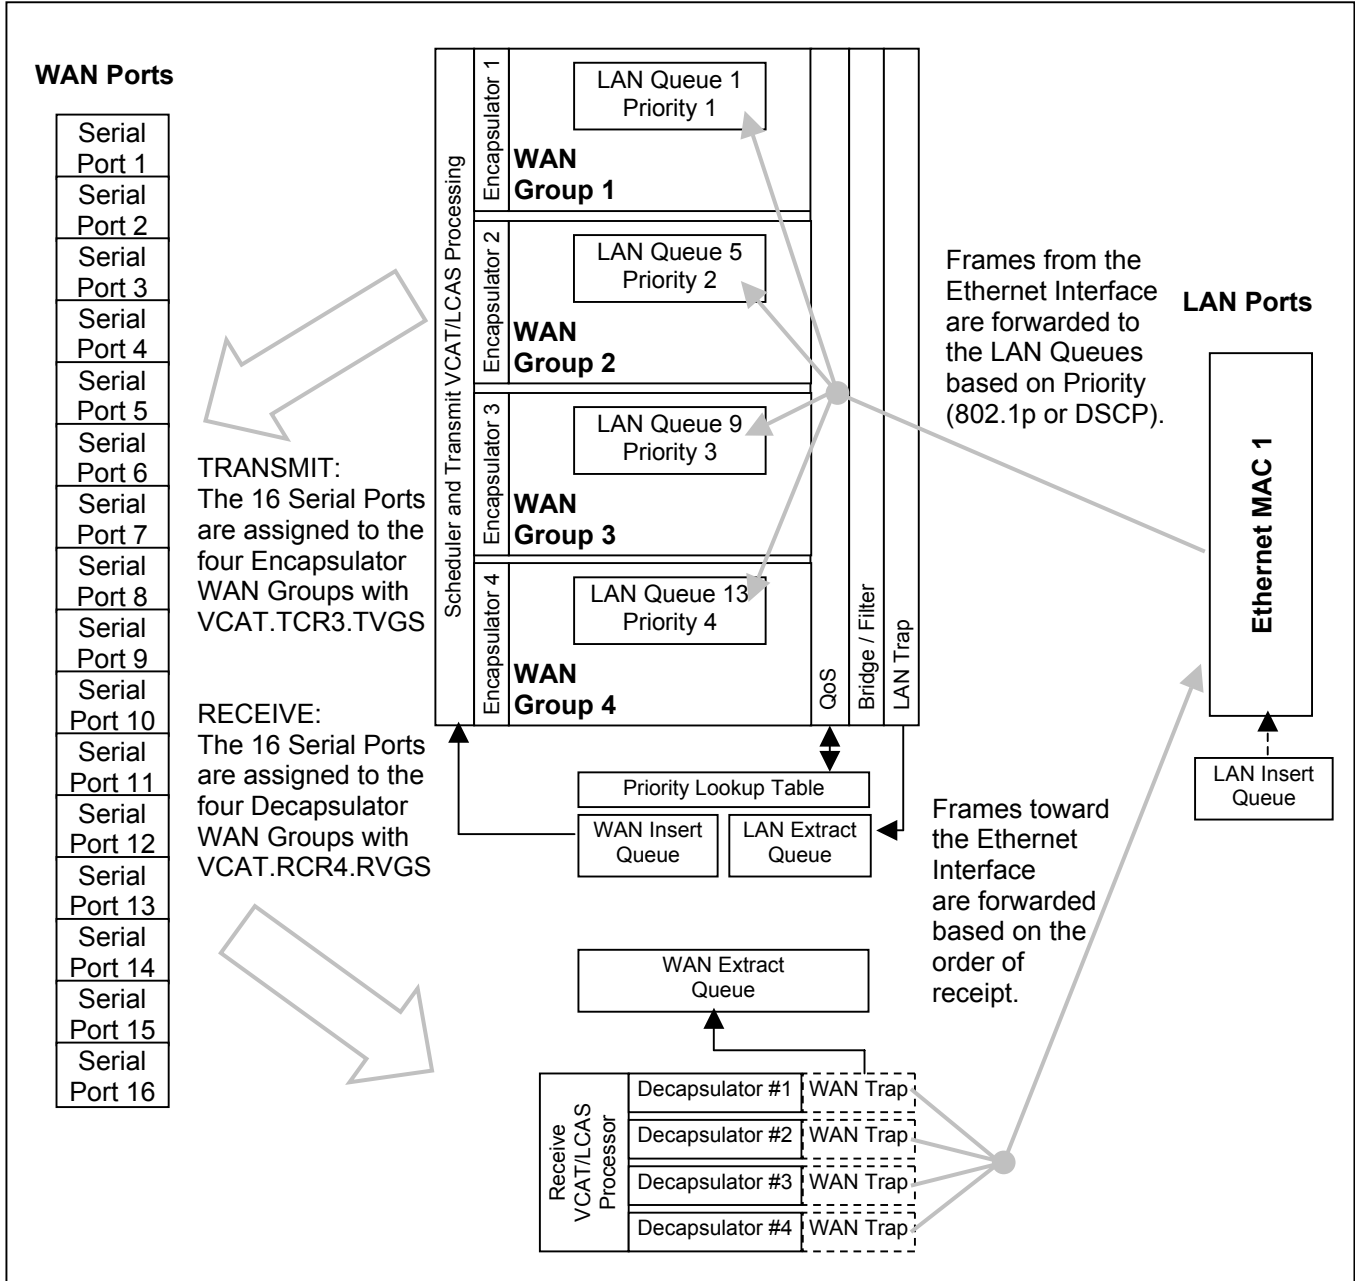 WAN Ports
Serial
Port 1
Serial
Port 2
Serial
Port 3
Serial
Port 4
Serial
Port 5
Serial
Port 6
Serial
Port 7
Serial
Port 8
Serial
Port 9
Serial
Port 10
Serial
Port 11
Serial
Port 12
Serial
Port 13
Serial
Port 14
Serial
Port 15
Serial
Port 16
TRANSMIT:
The 16 Serial Ports
are assigned to the
four Encapsulator
WAN Groups with
VCAT.TCR3.TVGS
RECEIVE:
The 16 Serial Ports
are assigned to the
four Decapsulator
WAN Groups with
VCAT.RCR4.RVGS
Scheduler and Transmit VCAT/LCAS Processing
Encapsulator 1
LAN Queue 1
Priority 1
WAN
Group 1
Encapsulator 2
LAN Queue 5
Priority 2
WAN
Group 2
Encapsulator 3
LAN Queue 9
Priority 3
WAN
Group 3
Encapsulator 4
LAN Queue 13
Priority 4
WAN
Group 4
QoS
Bridge / Filter
LAN Trap
Priority Lookup Table
WAN Insert
Queue
LAN Extract
Queue
WAN Extract
Queue
Receive
VCAT/LCAS
Processor
Decapsulator #1
WAN Trap
Decapsulator #2
WAN Trap
Decapsulator #3
WAN Trap
Decapsulator #4
WAN Trap
Frames from the
Ethernet Interface
are forwarded to
the LAN Queues
based on Priority
(802.1p or DSCP).
Frames toward
the Ethernet
Interface
are forwarded
based on the
order of
receipt.
LAN Ports
Ethernet MAC 1
LAN Insert
Queue